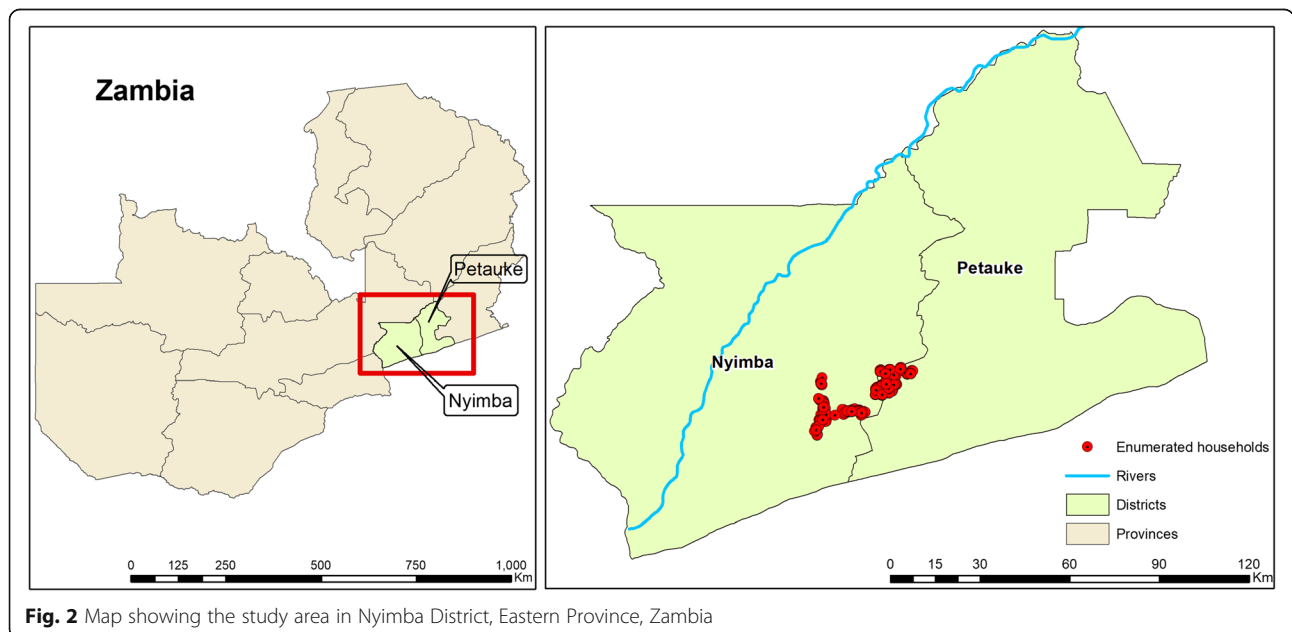 Zambia
Petauke
Nyimba
0 125 250 500 750 1,000
Km
Petauke
Nyimba
Enumerated households
Rivers
Districts
Provinces
0 15 30 60 90 120
Km
Fig. 2 Map showing the study area in Nyimba District, Eastern Province, Zambia